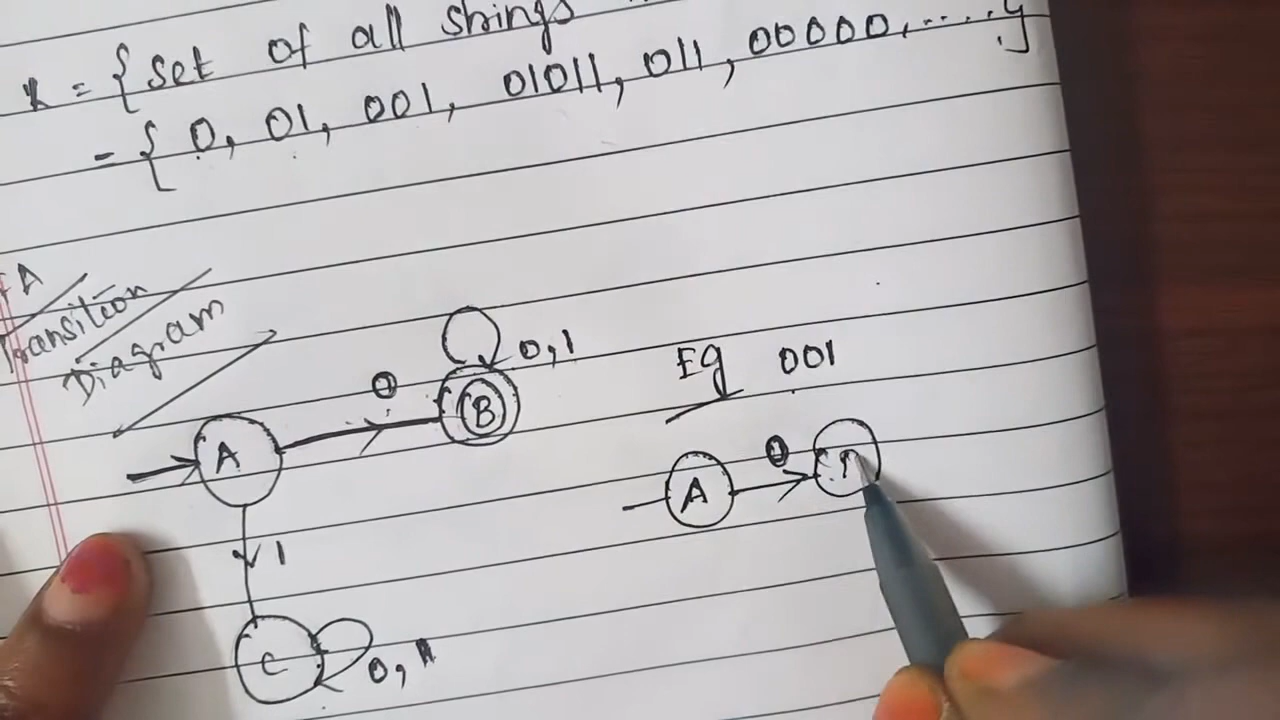 = {set of all strings
= { 0, 01, 001, 01011, 011, 00000, ..... }
A
Transition
Diagram
0
0,1
B
A
1
C
0,1
Eg 001
A
0